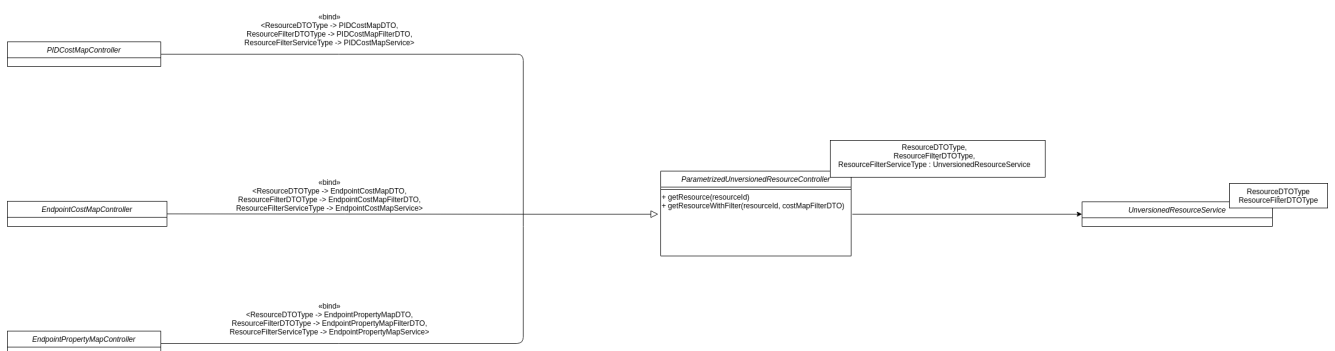 «bind»
<ResourceDTOType -> PIDCostMapDTO,
ResourceFilterDTOType -> PIDCostMapFilterDTO,
ResourceFilterServiceType -> PIDCostMapService>
PIDCostMapController
ResourceDTOType,
ResourceFilterDTOType,
ResourceFilterServiceType : UnversionedResourceService
ParametrizedUnversionedResourceController
+ getResource(resourceId)
+ getResourceWithFilter(resourceId, costMapFilterDTO)
«bind»
<ResourceDTOType -> EndpointCostMapDTO,
ResourceFilterDTOType -> EndpointCostMapFilterDTO,
ResourceFilterServiceType -> EndpointCostMapService>
EndpointCostMapController
ResourceDTOType
ResourceFilterDTOType
UnversionedResourceService
«bind»
<ResourceDTOType -> EndpointPropertyMapDTO,
ResourceFilterDTOType -> EndpointPropertyMapFilterDTO,
ResourceFilterServiceType -> EndpointPropertyMapService>
EndpointPropertyMapController